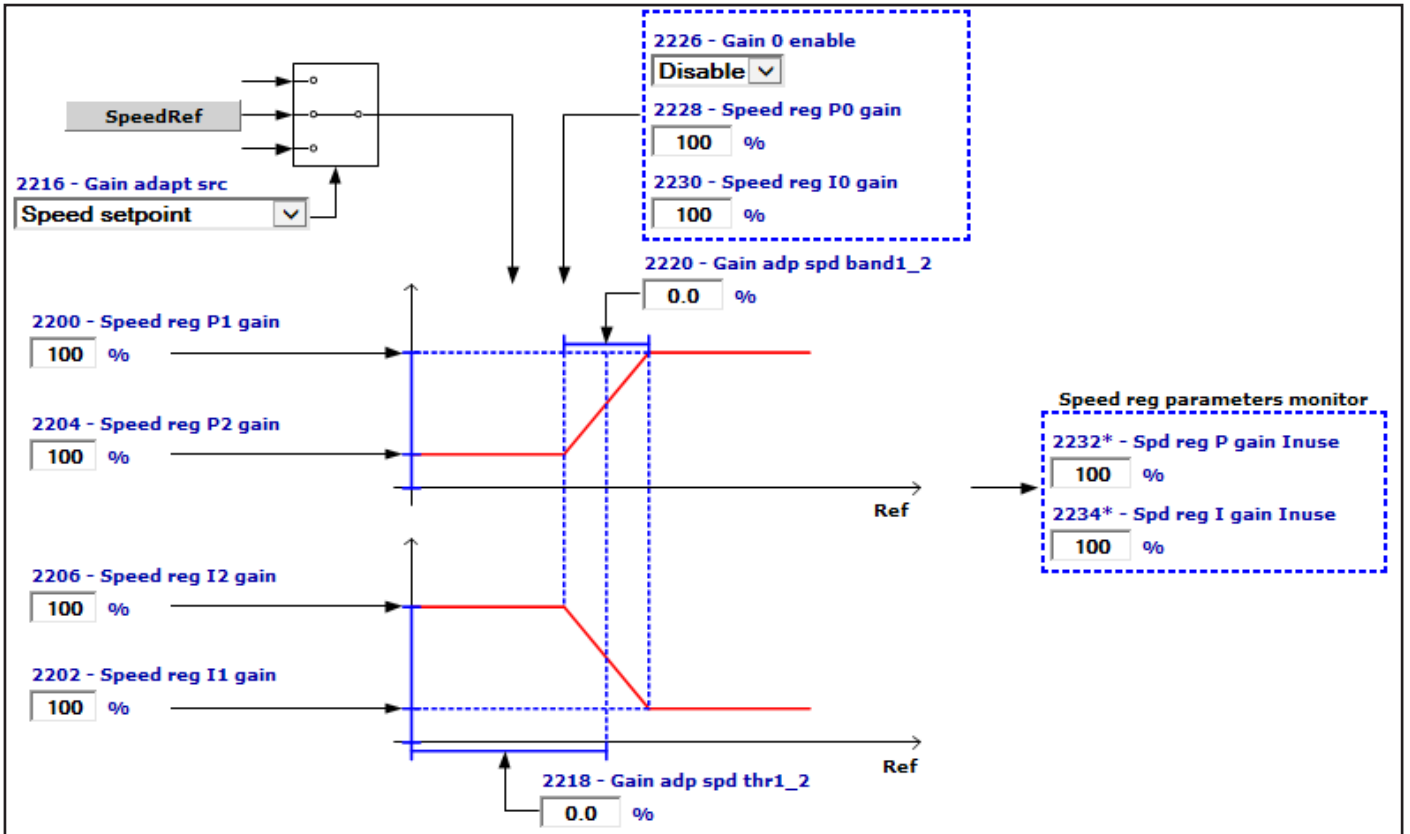 2226 - Gain 0 enable
Disable
2228 - Speed reg P0 gain
100 %
2230 - Speed reg I0 gain
100 %
SpeedRef
2216 - Gain adapt src
Speed setpoint
2220 - Gain adp spd band1_2
0.0 %
2200 - Speed reg P1 gain
100 %
2204 - Speed reg P2 gain
100 %
Ref
Speed reg parameters monitor
2232* - Spd reg P gain Inuse
100 %
2234* - Spd reg I gain Inuse
100 %
2206 - Speed reg I2 gain
100 %
2202 - Speed reg I1 gain
100 %
Ref
2218 - Gain adp spd thr1_2
0.0 %